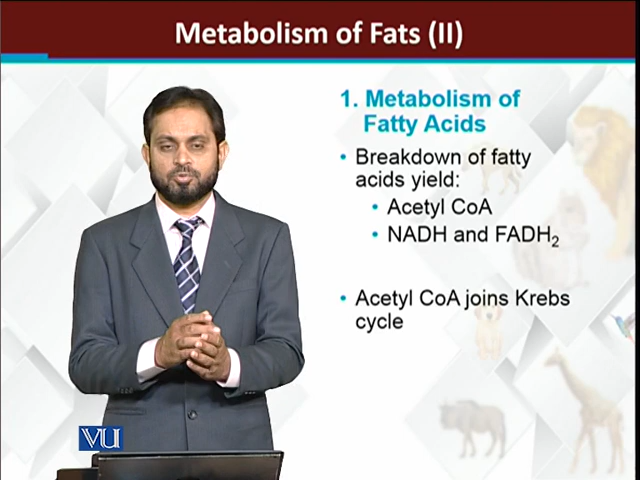 Metabolism of Fats (II)
1. Metabolism of
Fatty Acids
• Breakdown of fatty
acids yield:
• Acetyl CoA
• NADH and FADH₂
• Acetyl CoA joins Krebs
cycle
VU